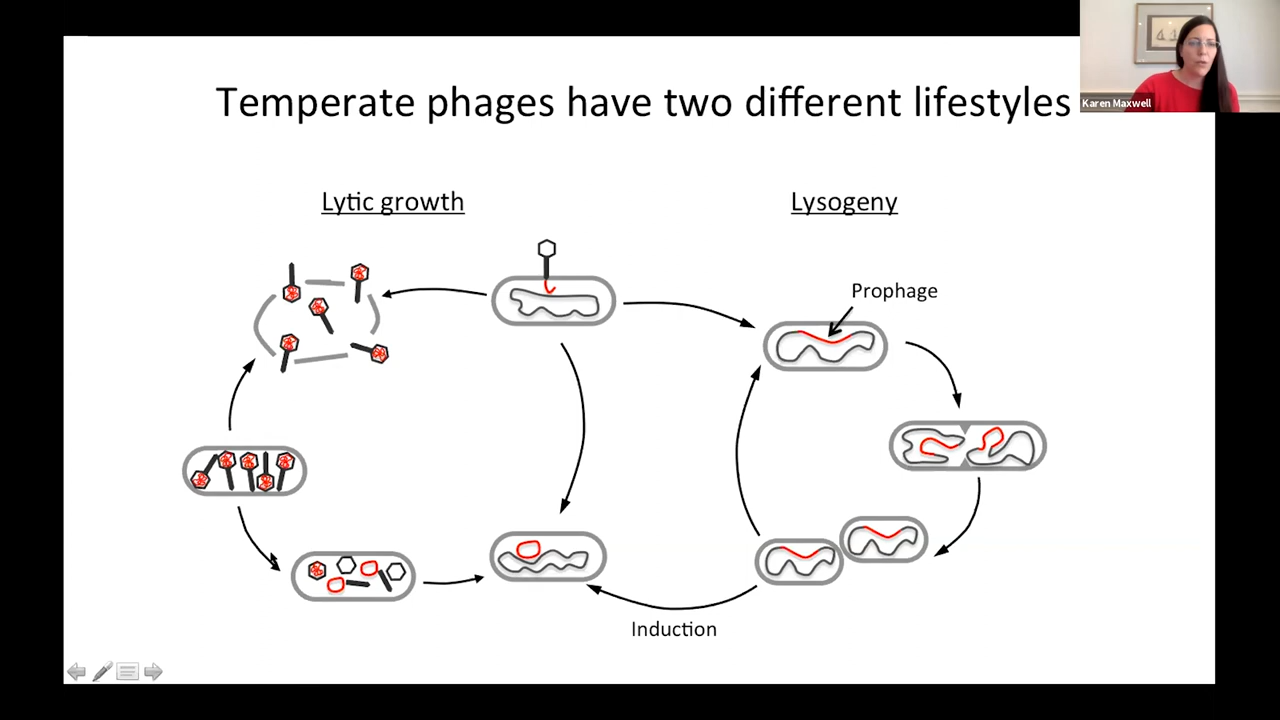 Temperate phages have two different lifestyles
Karen Maxwell
Lytic growth
Lysogeny
Prophage
Induction